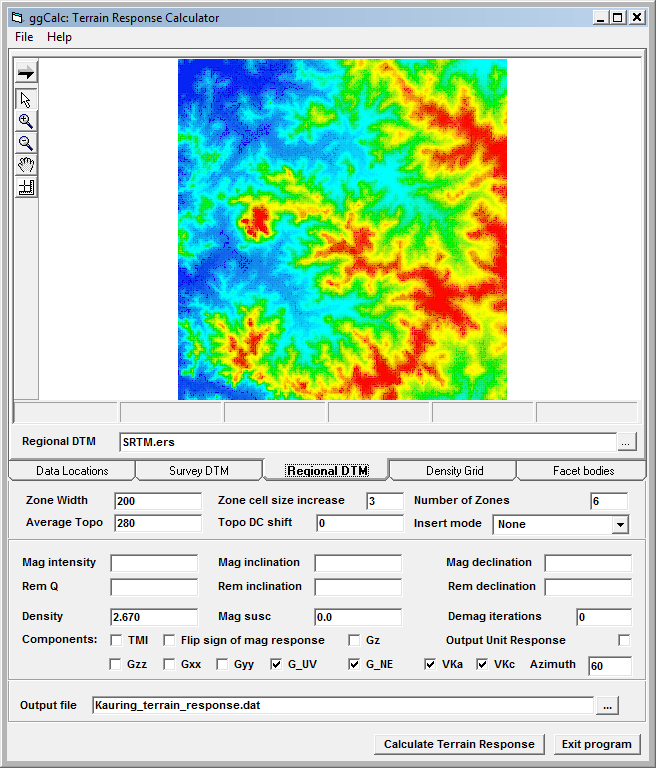 ggCalc: Terrain Response Calculator
File Help
Regional DTM SRTM.ers ...
Data Locations Survey DTM Regional DTM Density Grid Facet bodies
Zone Width 200 Zone cell size increase 3 Number of Zones 6
Average Topo 280 Topo DC shift 0 Insert mode None
Mag intensity Mag inclination Mag declination
Rem Q Rem inclination Rem declination
Density 2.670 Mag susc 0.0 Demag iterations 0
Components: TMI Flip sign of mag response Gz Output Unit Response
Gzz Gxx Gyy G_UV G_NE VKa VKc Azimuth 60
Output file Kauring_terrain_response.dat ...
Calculate Terrain Response Exit program